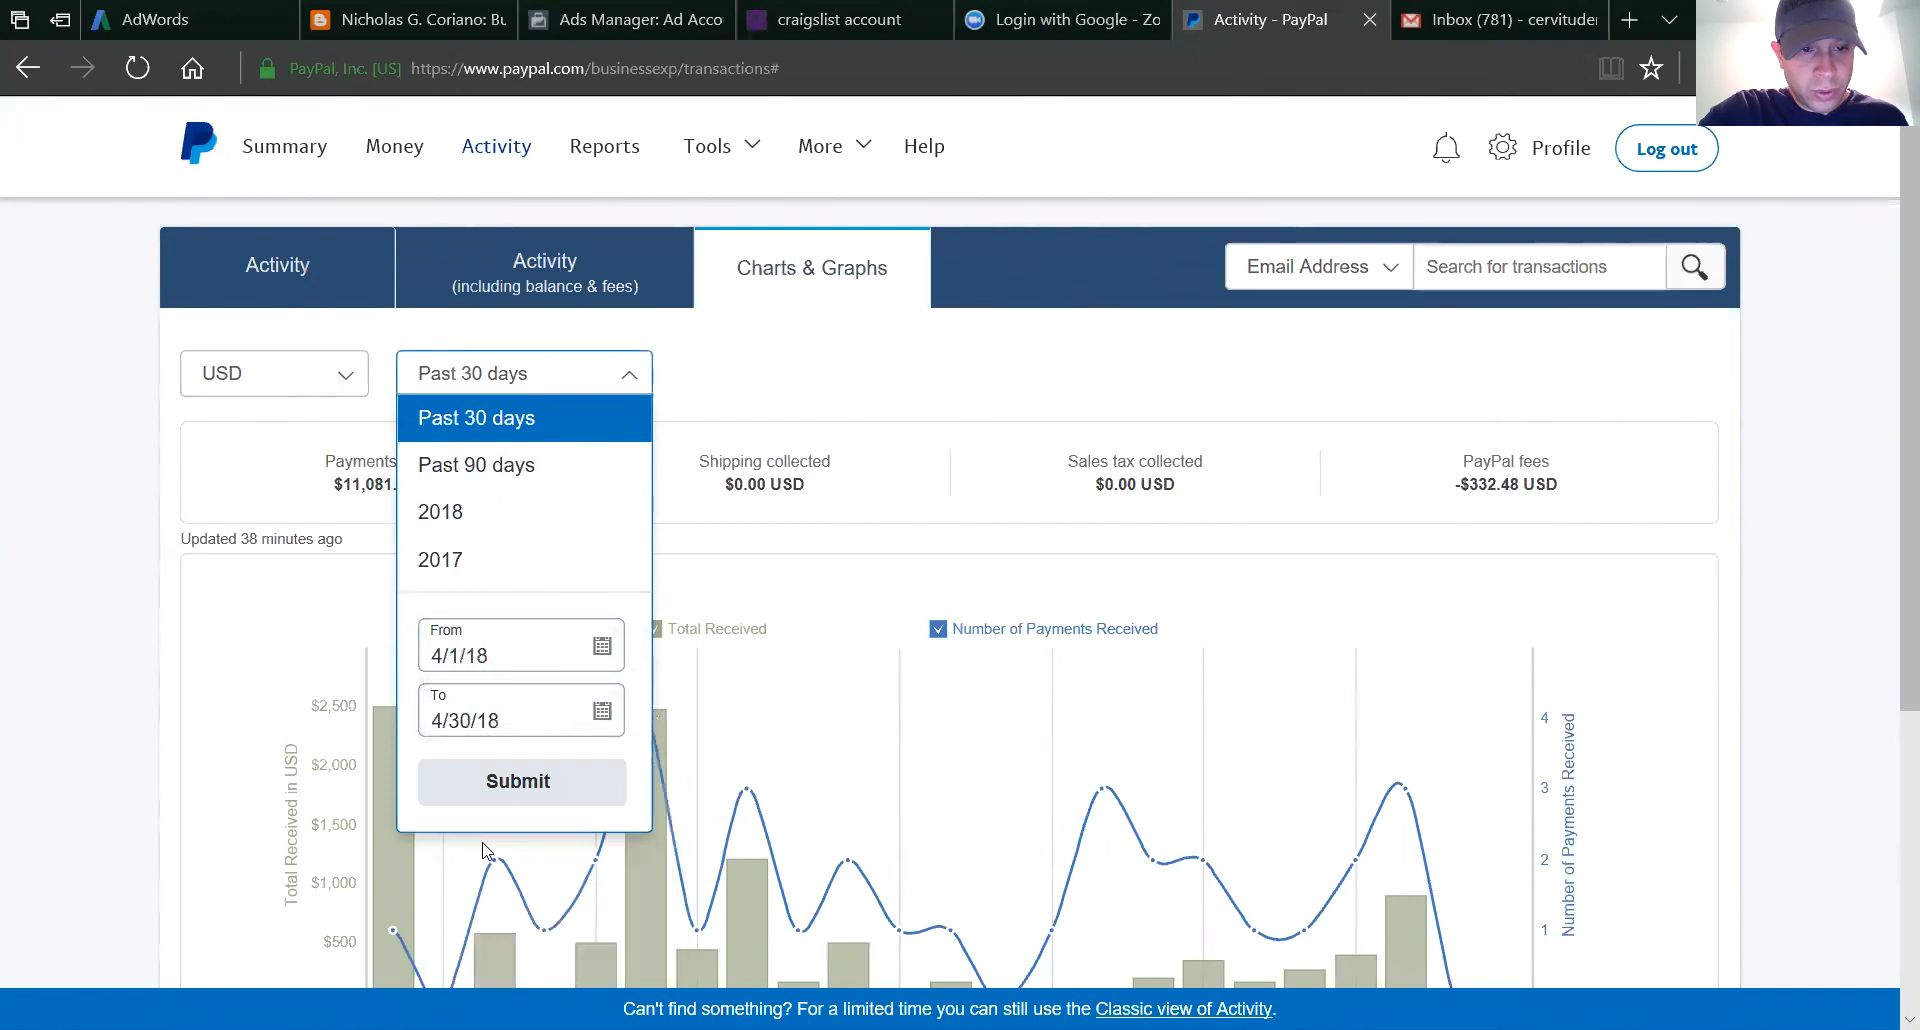 AdWords
Nicholas G. Coriano: Bu
Ads Manager: Ad Acco
craigslist account
Login with Google - Zo
Activity - PayPal
Inbox (781) - cervituder
PayPal, Inc. [US] https://www.paypal.com/businessexp/transactions#
Summary
Money
Activity
Reports
Tools
More
Help
Profile
Log out
Activity
Activity
(including balance & fees)
Charts & Graphs
Email Address
Search for transactions
USD
Past 30 days
Past 30 days
Past 90 days
2018
2017
From
4/1/18
To
4/30/18
Submit
Payments
$11,081.
Shipping collected
$0.00 USD
Sales tax collected
$0.00 USD
PayPal fees
-$332.48 USD
Updated 38 minutes ago
Total Received
Number of Payments Received
Total Received in USD
$2,500
$2,000
$1,500
$1,000
$500
4
3
2
1
Number of Payments Received
Can't find something? For a limited time you can still use the Classic view of Activity.